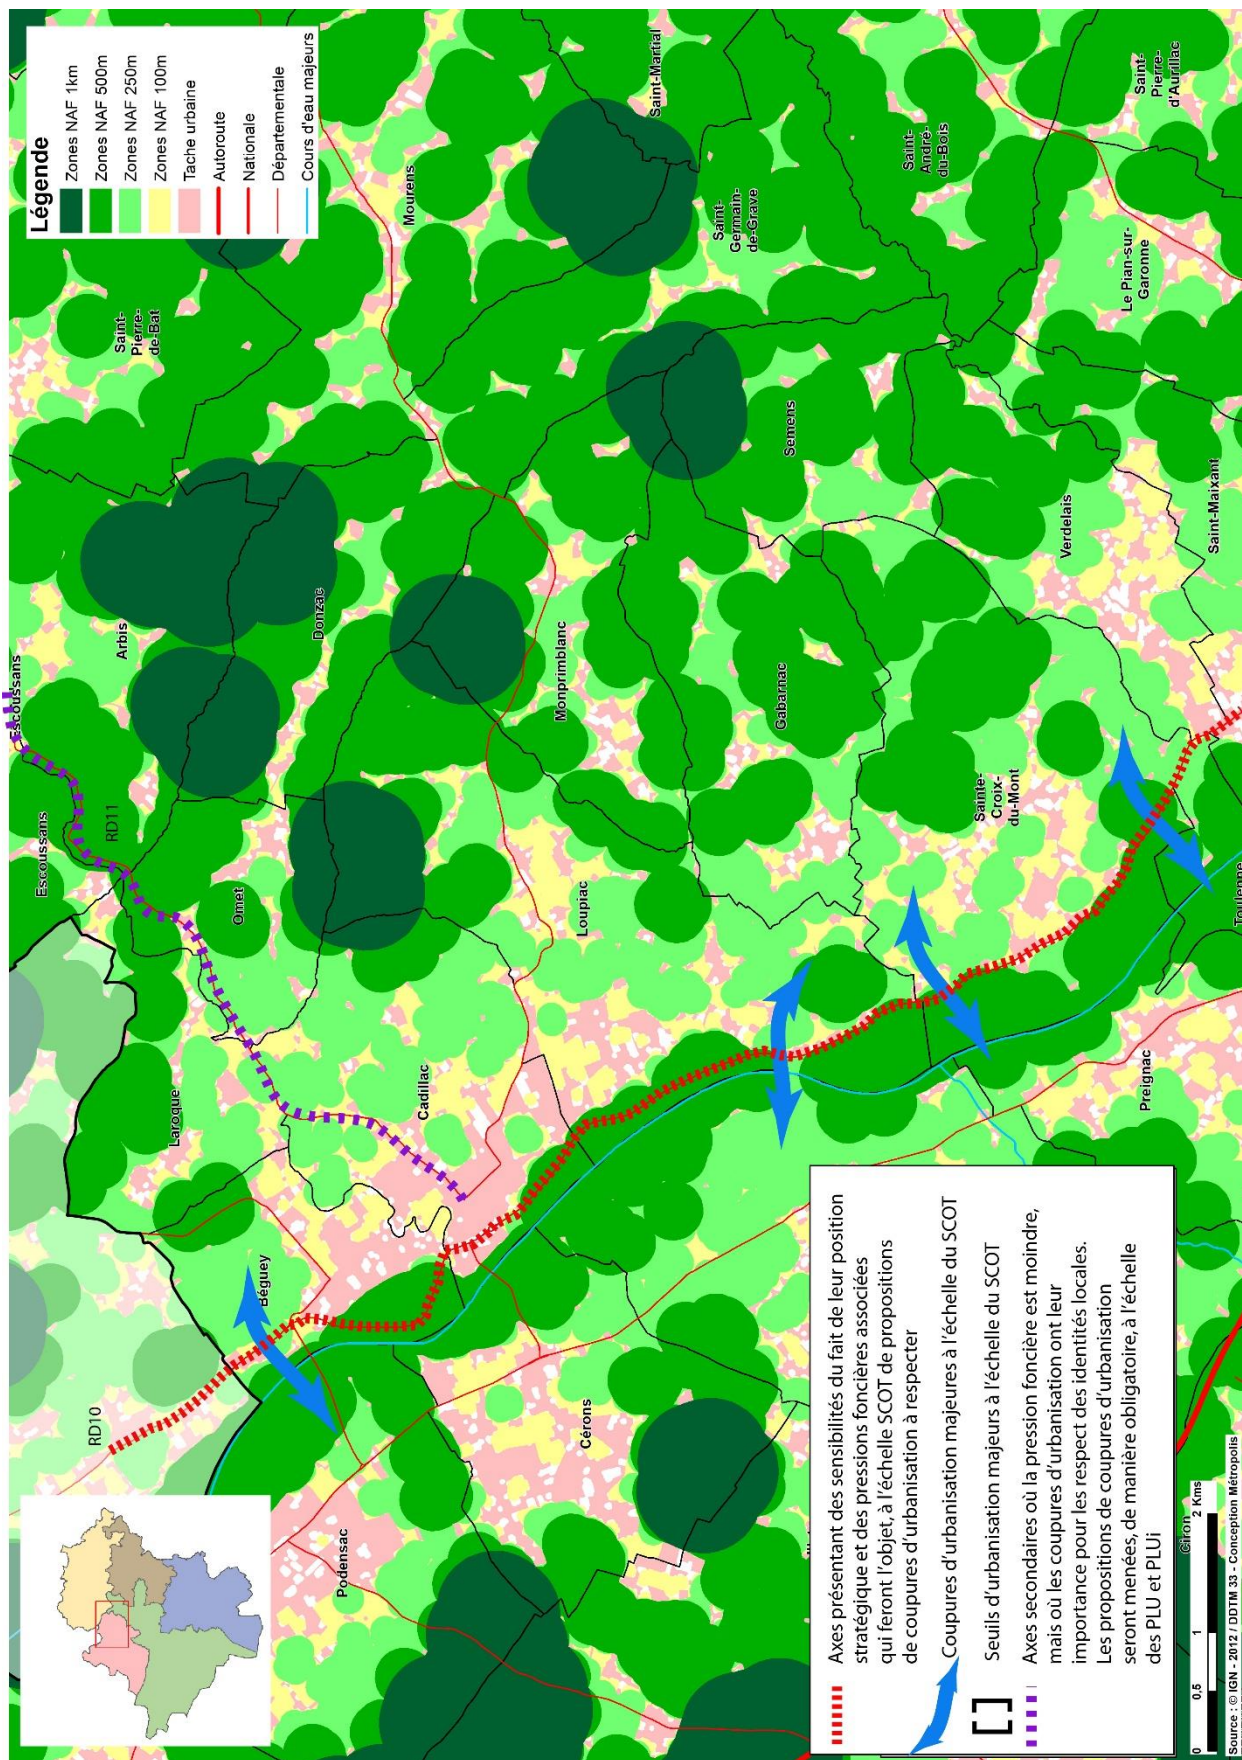 Légende
Zones NAF 1km
Zones NAF 500m
Zones NAF 250m
Zones NAF 100m
Tache urbaine
Autoroute
Nationale
Départementale
Cours d'eau majeurs
RD10
Escoussans
Escoussans
RD11
Arbis
Saint-
Pierre-
de-Bat
Laroque
Omet
Donzac
Mourens
Béguey
Cadillac
Podensac
Cérons
Loupiac
Monprimblanc
Gabarnac
Semens
Saint-Martial
Saint-
Germain-
de-Grave
Saint-
André-
du-Bois
Saint-
Pierre-
d'Aurillac
Le Pian-sur-
Garonne
Verdelais
Saint-Maixant
Sainte-
Croix-
du-Mont
Preignac
Toulenne
Ciron
Axes présentant des sensibilités du fait de leur position
stratégique et des pressions foncières associées
qui feront l'objet, à l'échelle SCOT de propositions
de coupures d'urbanisation à respecter
Coupures d'urbanisation majeures à l'échelle du SCOT
Seuils d'urbanisation majeurs à l'échelle du SCOT
Axes secondaires où la pression foncière est moindre,
mais où les coupures d'urbanisation ont leur
importance pour les respect des identités locales.
Les propositions de coupures d'urbanisation
seront menées, de manière obligatoire, à l'échelle
des PLU et PLUi
0 0,5 1 2 Kms
Source : © IGN - 2012 / DDTM 33 - Conception Métropolis